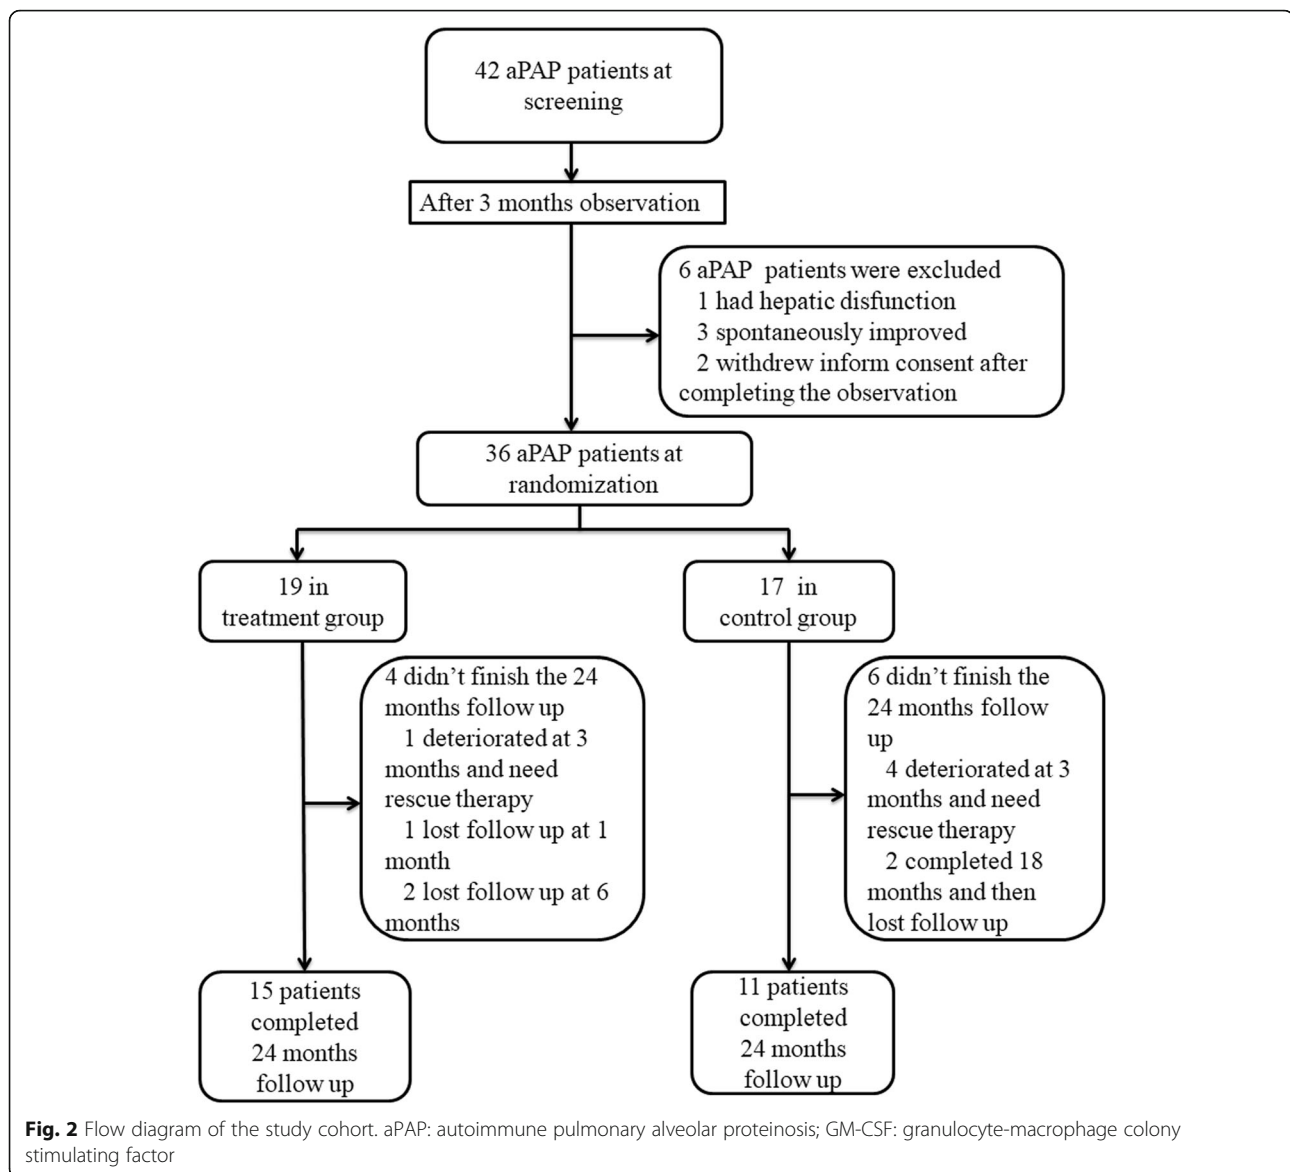 42 aPAP patients at
screening
After 3 months observation
6 aPAP patients were excluded
1 had hepatic disfunction
3 spontaneously improved
2 withdrew inform consent after
completing the observation
36 aPAP patients at
randomization
19 in
treatment group
17 in
control group
4 didn't finish the 24
months follow up
1 deteriorated at 3
months and need
rescue therapy
1 lost follow up at 1
month
2 lost follow up at 6
months
6 didn't finish the
24 months follow
up
4 deteriorated at 3
months and need
rescue therapy
2 completed 18
months and then
lost follow up
15 patients
completed
24 months
follow up
11 patients
completed
24 months
follow up
Fig. 2 Flow diagram of the study cohort. aPAP: autoimmune pulmonary alveolar proteinosis; GM-CSF: granulocyte-macrophage colony
stimulating factor